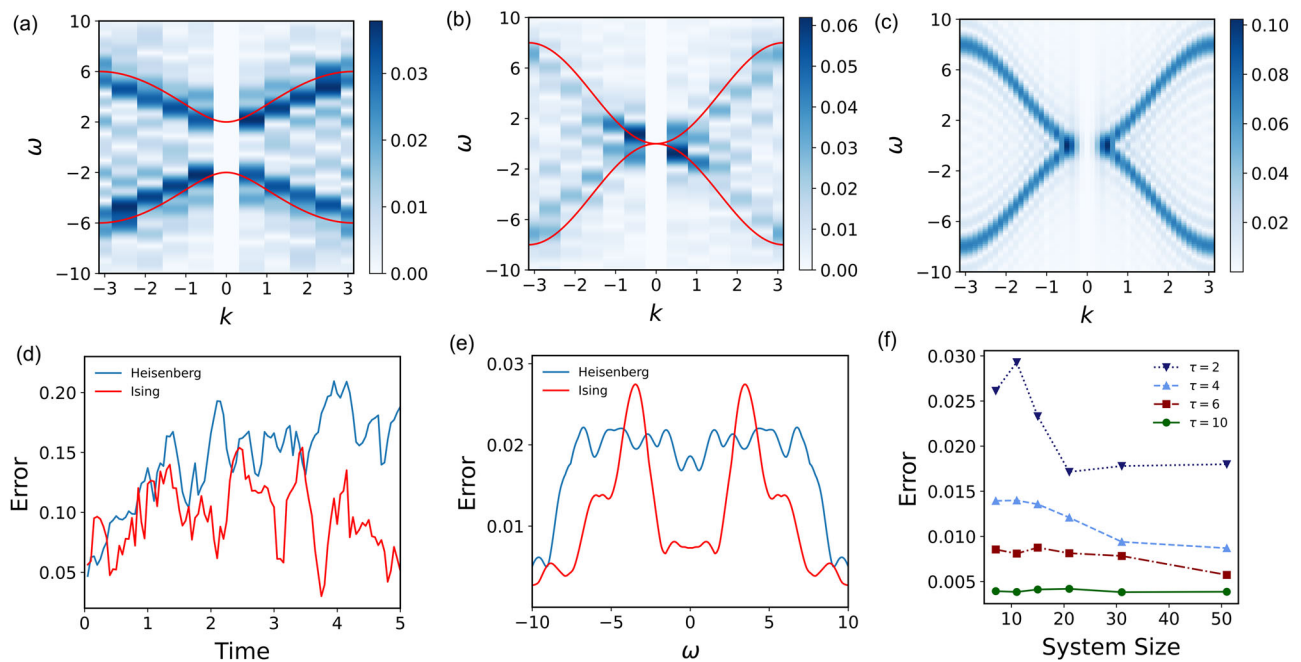 (a)
10
6
2
−2
−6
−10
ω
−3 −2 −1 0 1 2 3
k
0.03
0.02
0.01
0.00
(b)
10
6
2
−2
−6
−10
ω
−3 −2 −1 0 1 2 3
k
0.06
0.05
0.04
0.03
0.02
0.01
0.00
(c)
10
6
2
−2
−6
−10
ω
−3 −2 −1 0 1 2 3
k
0.10
0.08
0.06
0.04
0.02
(d)
Heisenberg
Ising
0.20
0.15
0.10
0.05
Error
0 1 2 3 4 5
Time
(e)
Heisenberg
Ising
0.03
0.02
0.01
Error
−10 −5 0 5 10
ω
(f)
τ = 2
τ = 4
τ = 6
τ = 10
0.030
0.025
0.020
0.015
0.010
0.005
Error
10 20 30 40 50
System Size